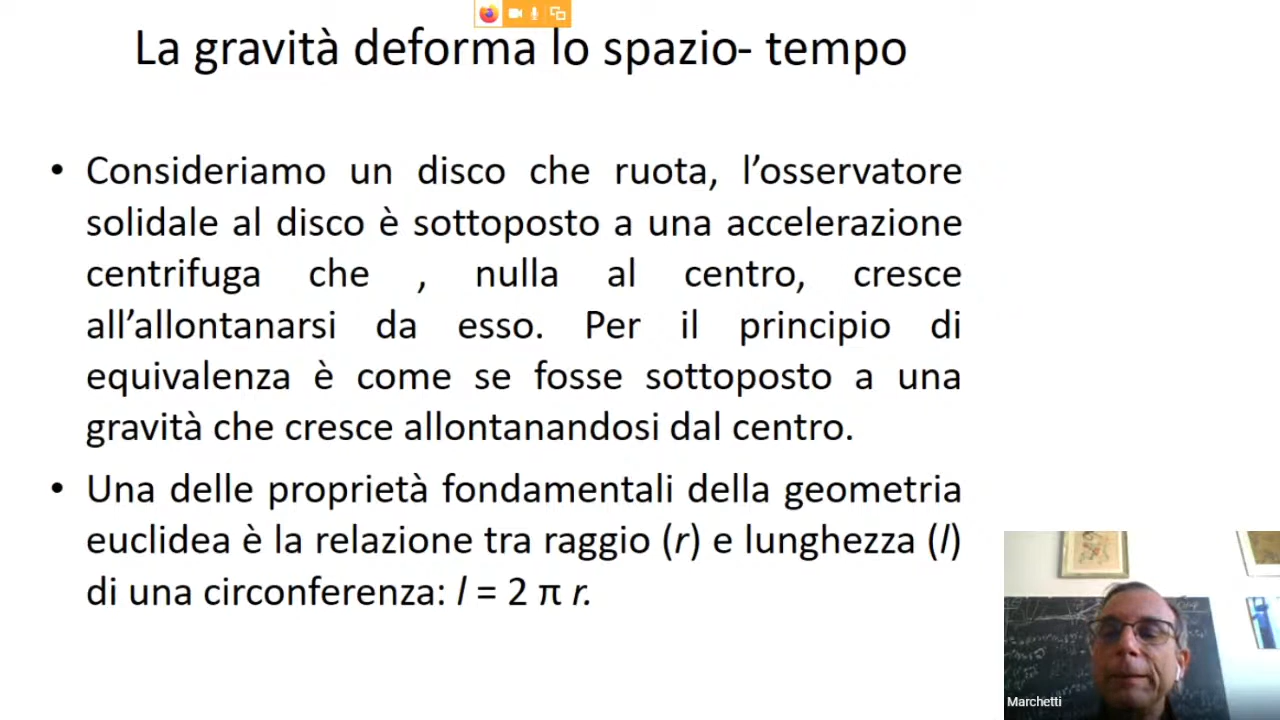 La gravità deforma lo spazio- tempo
• Consideriamo un disco che ruota, l’osservatore
solidale al disco è sottoposto a una accelerazione
centrifuga che , nulla al centro, cresce
all’allontanarsi da esso. Per il principio di
equivalenza è come se fosse sottoposto a una
gravità che cresce allontanandosi dal centro.
• Una delle proprietà fondamentali della geometria
euclidea è la relazione tra raggio (r) e lunghezza (l)
di una circonferenza: l = 2 π r.
Marchetti